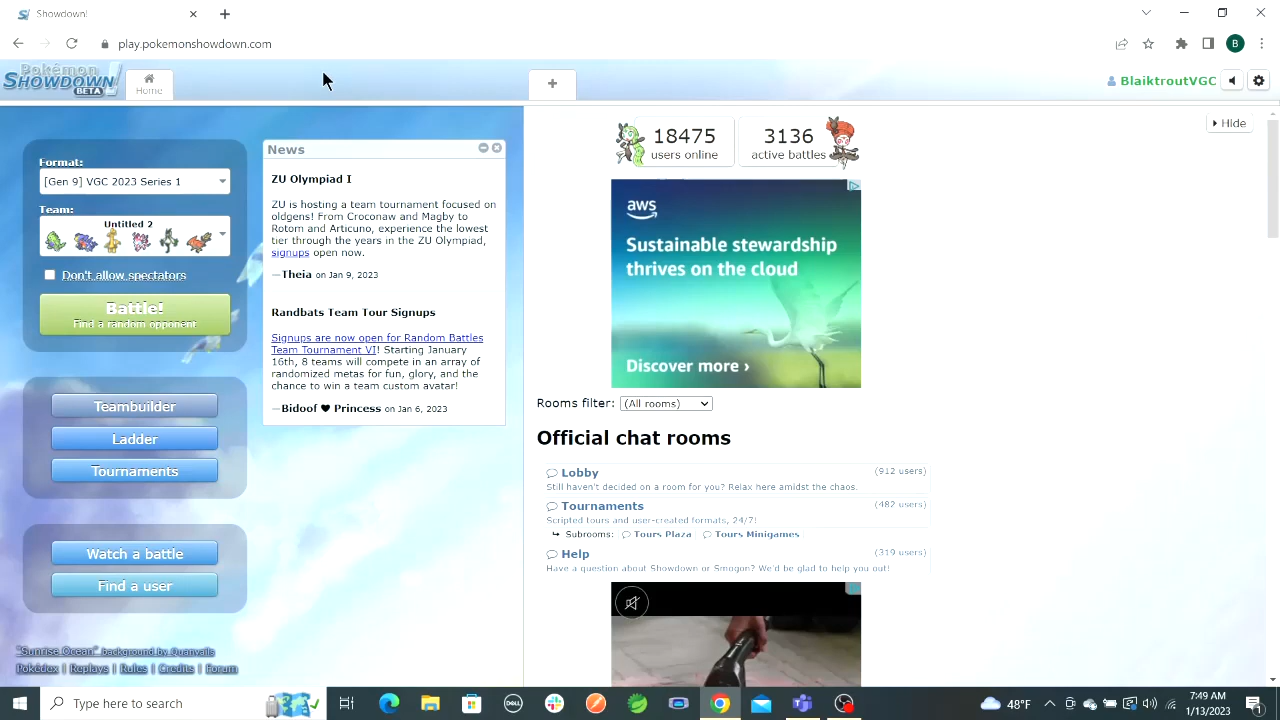 Showdown!
play.pokemonshowdown.com
B
Pokémon
SHOWDOWN
BETA
Home
BlaiktroutVGC
Format:
[Gen 9] VGC 2023 Series 1
Team:
Untitled 2
Don't allow spectators
Battle!
Find a random opponent
Teambuilder
Ladder
Tournaments
Watch a battle
Find a user
"Sunrise Ocean" background by Quanyails
Pokédex | Replays | Rules | Credits | Forum
News
ZU Olympiad I
ZU is hosting a team tournament focused on
oldgens! From Croconaw and Magby to
Rotom and Articuno, experience the lowest
tier through the years in the ZU Olympiad,
signups open now.
—Theia on Jan 9, 2023
Randbats Team Tour Signups
Signups are now open for Random Battles
Team Tournament VI! Starting January
16th, 8 teams will compete in an array of
randomized metas for fun, glory, and the
chance to win a team custom avatar!
—Bidoof ❤ Princess on Jan 6, 2023
18475
users online
3136
active battles
Hide
aws
Sustainable stewardship
thrives on the cloud
Discover more ›
Rooms filter: (All rooms)
Official chat rooms
Lobby (912 users)
Still haven't decided on a room for you? Relax here amidst the chaos.
Tournaments (482 users)
Scripted tours and user-created formats, 24/7!
Subrooms: Tours Plaza Tours Minigames
Help (319 users)
Have a question about Showdown or Smogon? We'd be glad to help you out!
Type here to search
DELL
48°F
7:49 AM
1/13/2023
1